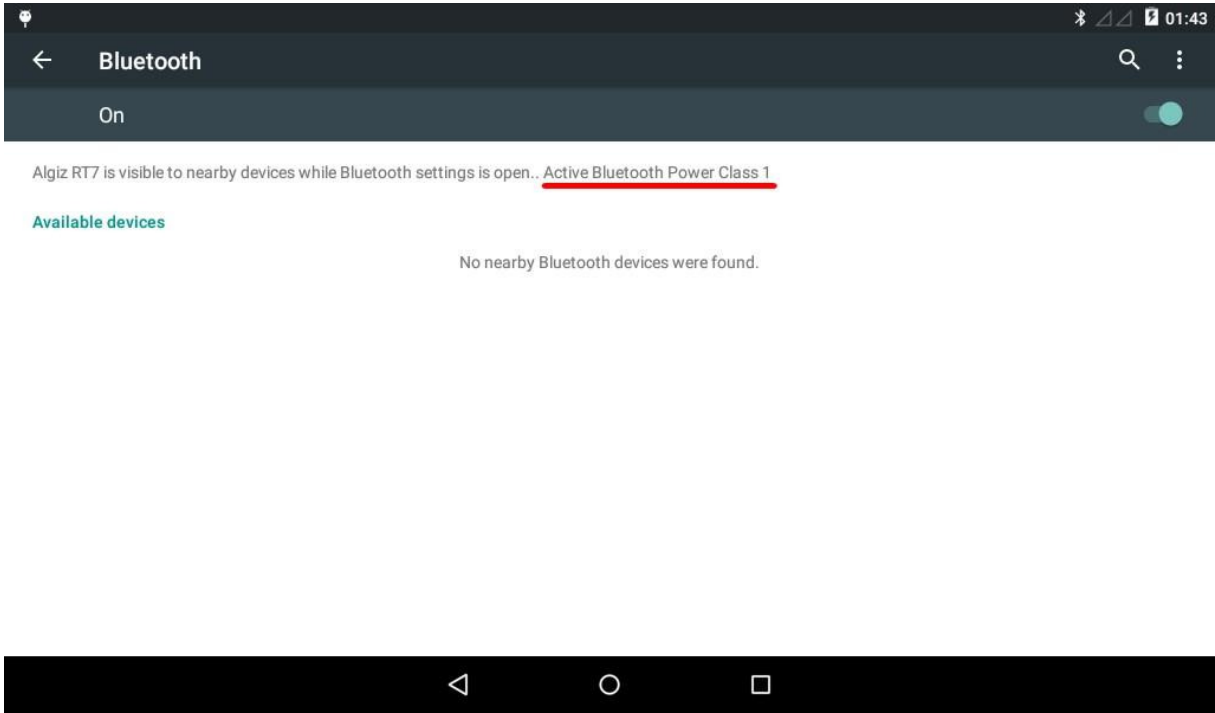 01:43
Bluetooth
On
Algiz RT7 is visible to nearby devices while Bluetooth settings is open.. Active Bluetooth Power Class 1
Available devices
No nearby Bluetooth devices were found.